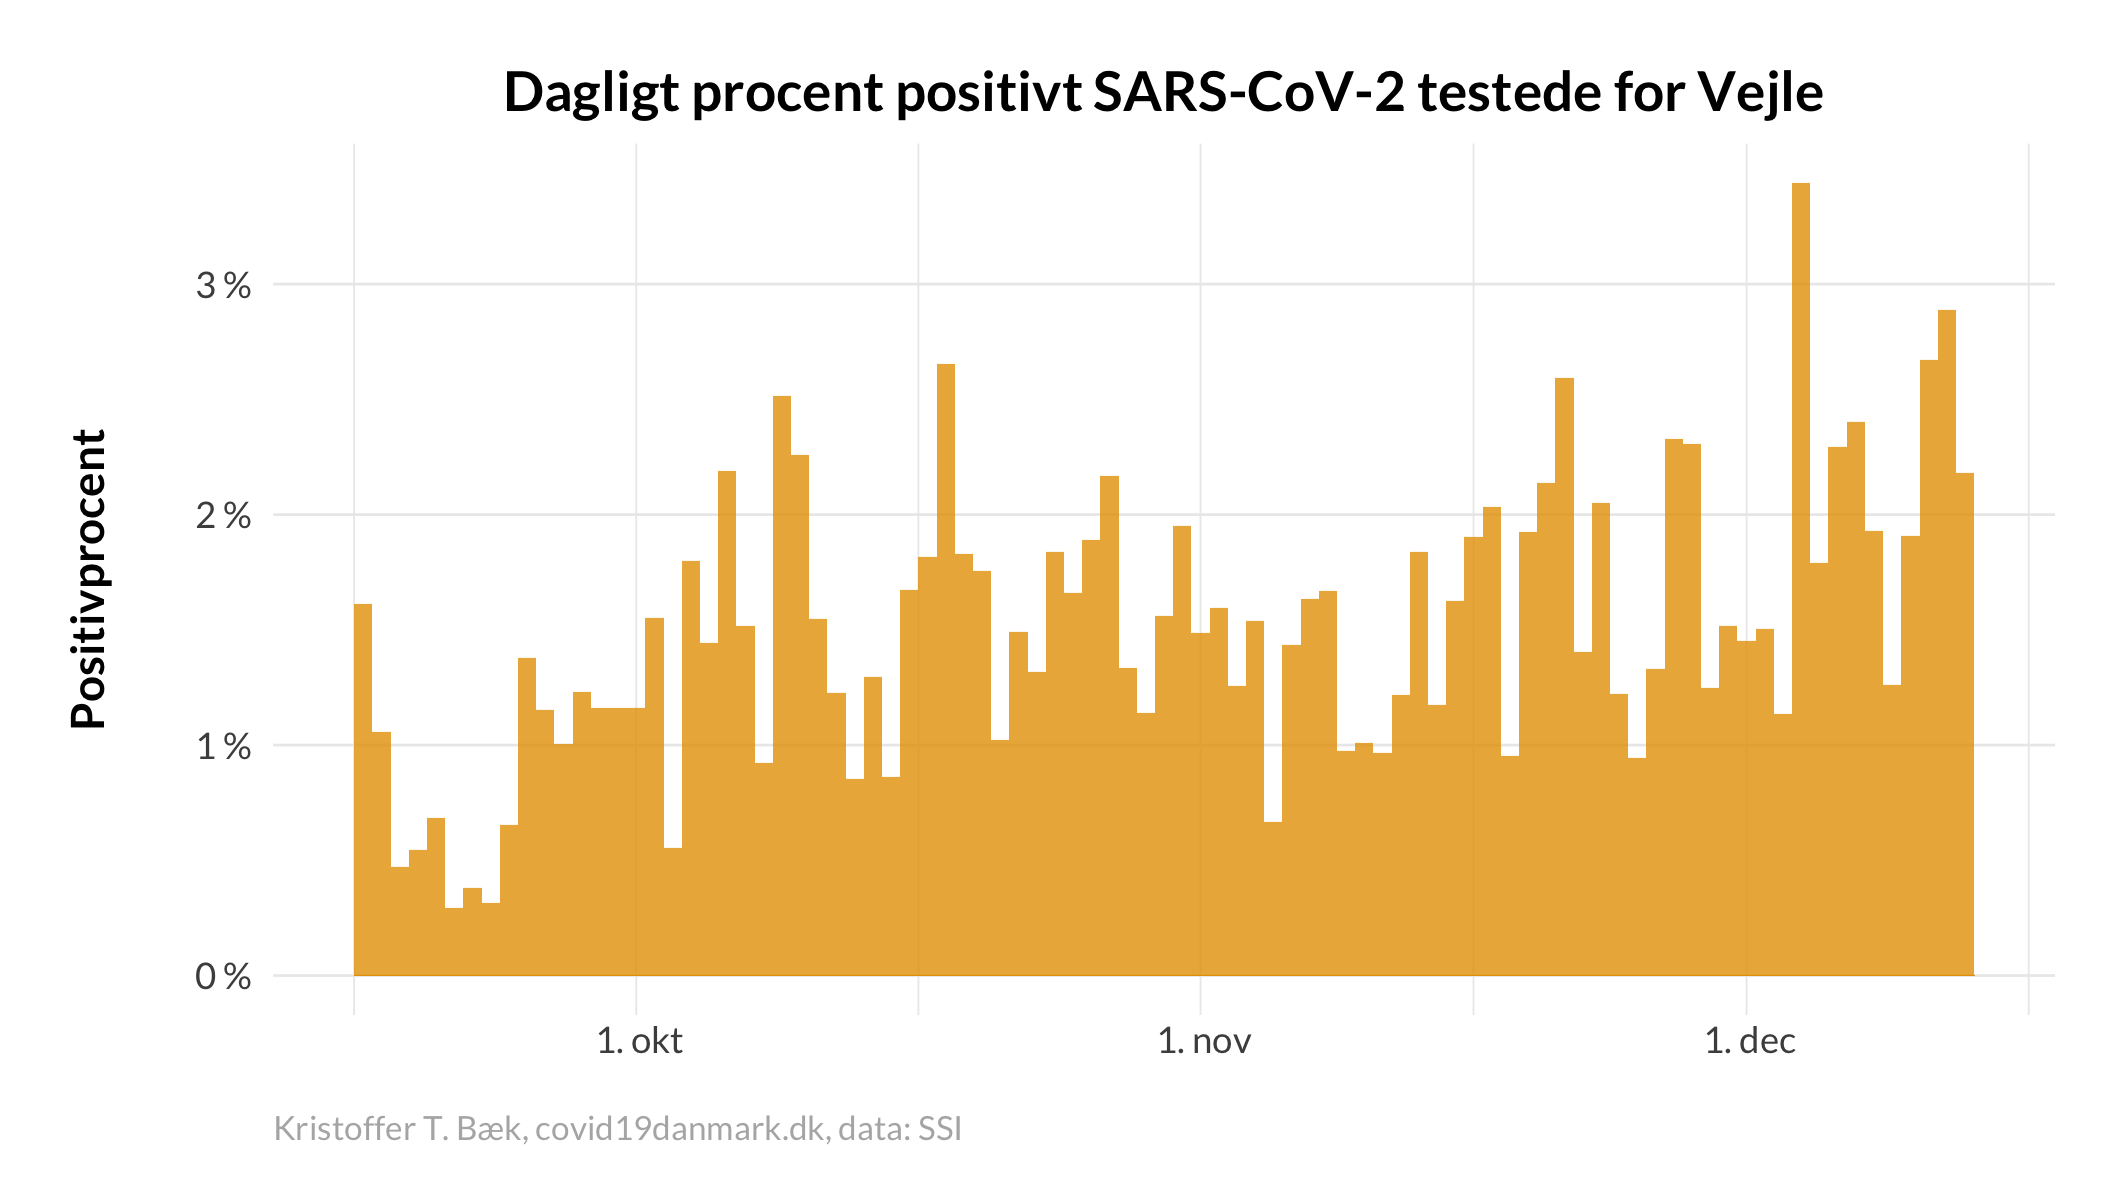 Dagligt procent positivt SARS-CoV-2 testede for Vejle
Positivprocent
3 %
2 %
1 %
0 %
1. okt
1. nov
1. dec
Kristoffer T. Bæk, covid19danmark.dk, data: SSI